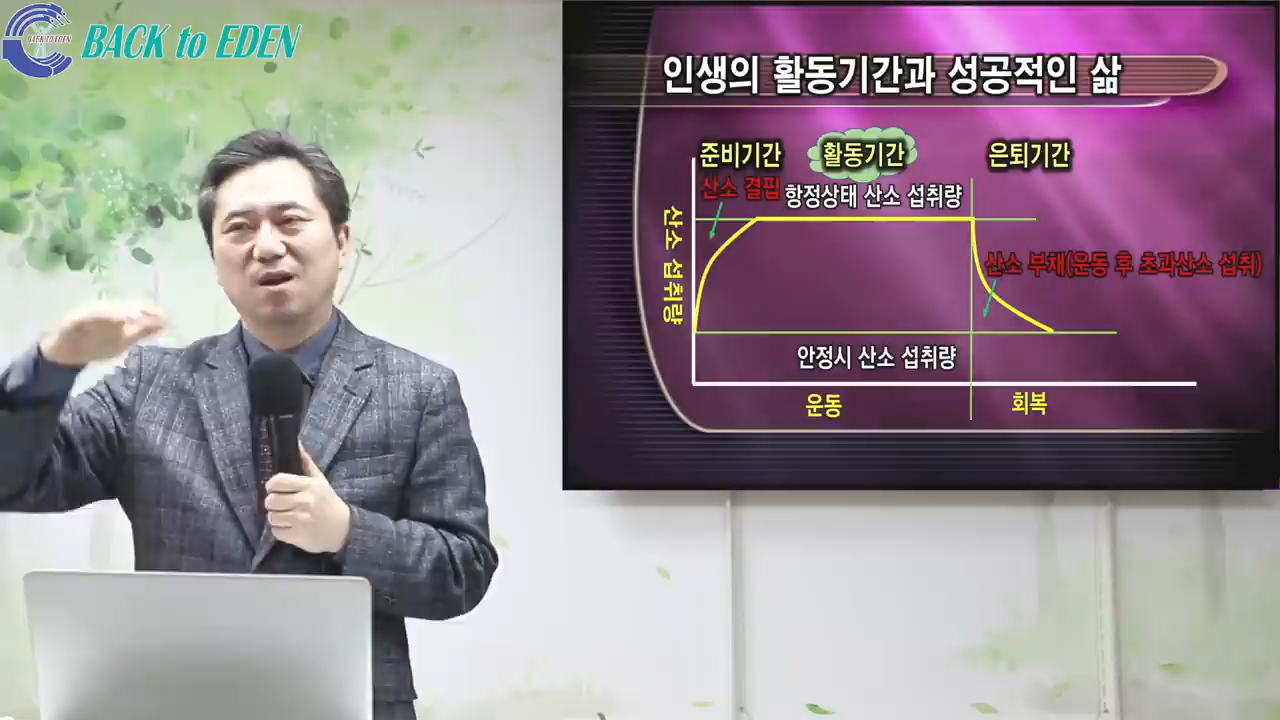 BACK TO EDEN
BACK to EDEN
인생의 활동기간과 성공적인 삶
준비기간
활동기간
은퇴기간
산소 결핍
항정상태 산소 섭취량
산소 섭취량
산소 부채(운동 후 초과산소 섭취)
안정시 산소 섭취량
운동
회복